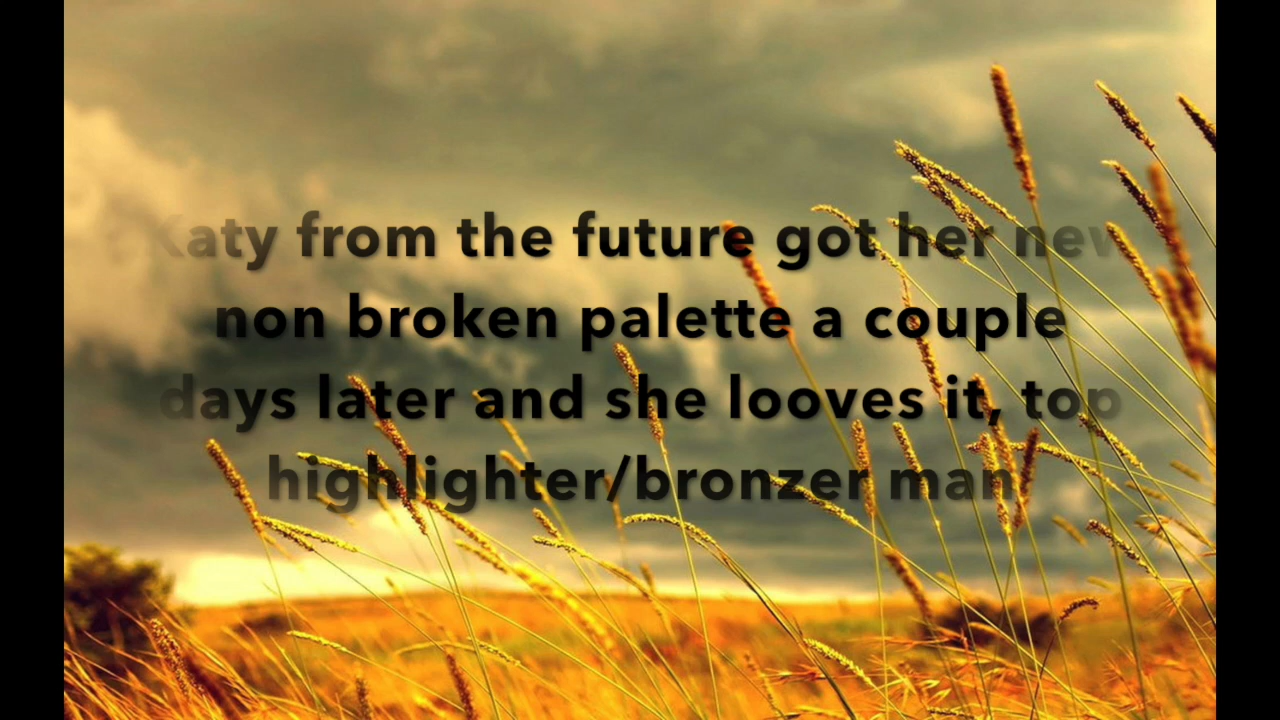 Katy from the future got her new
non broken palette a couple
days later and she looves it, top
highlighter/bronzer man